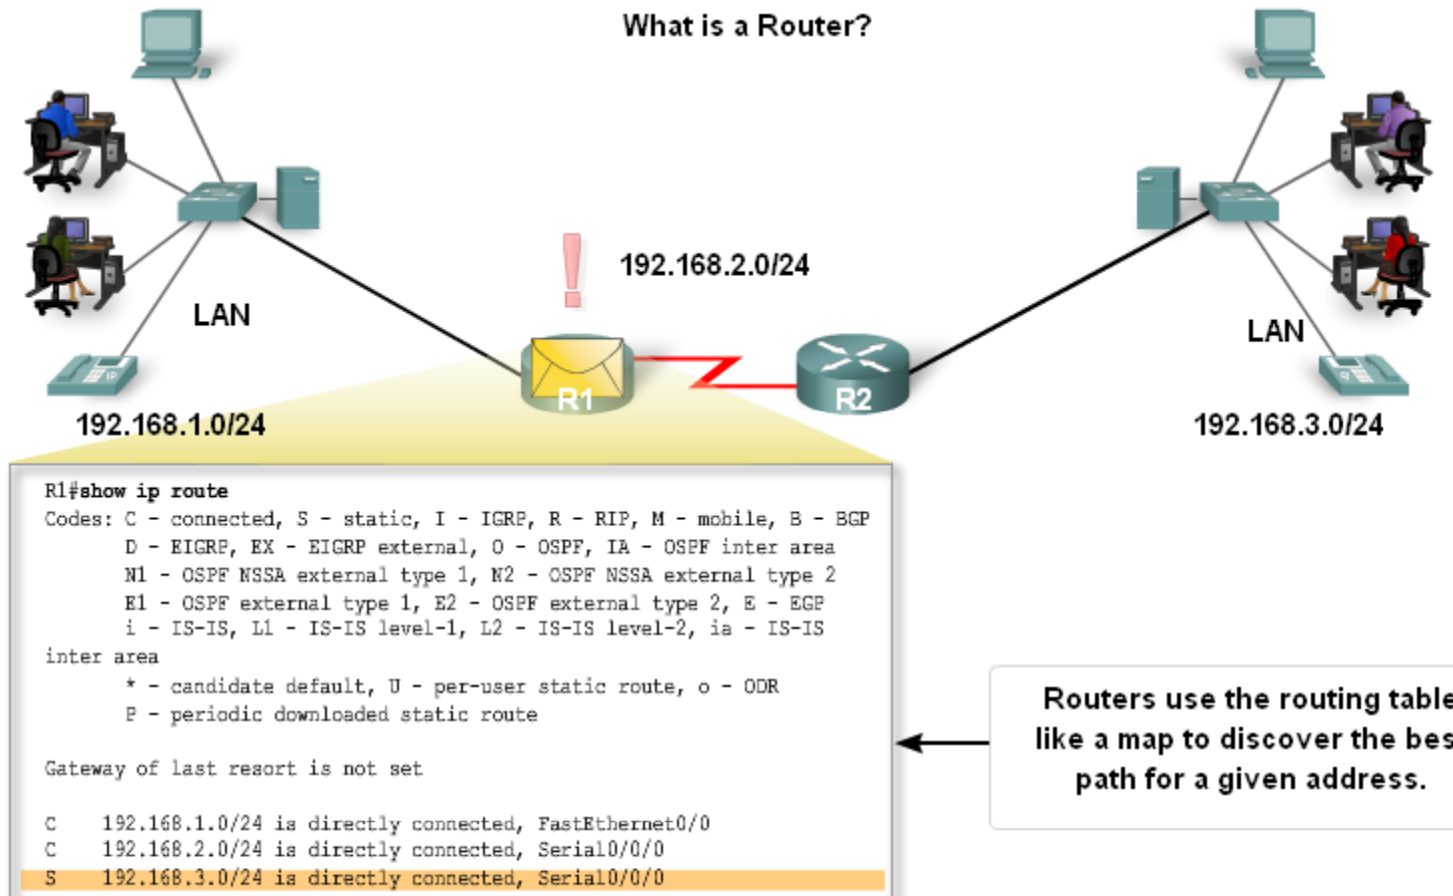 What is a Router?
192.168.2.0/24
LAN
LAN
R1
R2
192.168.1.0/24
192.168.3.0/24
R1#show ip route
Codes: C - connected, S - static, I - IGRP, R - RIP, M - mobile, B - BGP
D - EIGRP, EX - EIGRP external, O - OSPF, IA - OSPF inter area
N1 - OSPF NSSA external type 1, N2 - OSPF NSSA external type 2
E1 - OSPF external type 1, E2 - OSPF external type 2, E - EGP
i - IS-IS, L1 - IS-IS level-1, L2 - IS-IS level-2, ia - IS-IS
inter area
* - candidate default, U - per-user static route, o - ODR
P - periodic downloaded static route
Gateway of last resort is not set
C 192.168.1.0/24 is directly connected, FastEthernet0/0
C 192.168.2.0/24 is directly connected, Serial0/0/0
S 192.168.3.0/24 is directly connected, Serial0/0/0
Routers use the routing table
like a map to discover the bes
path for a given address.